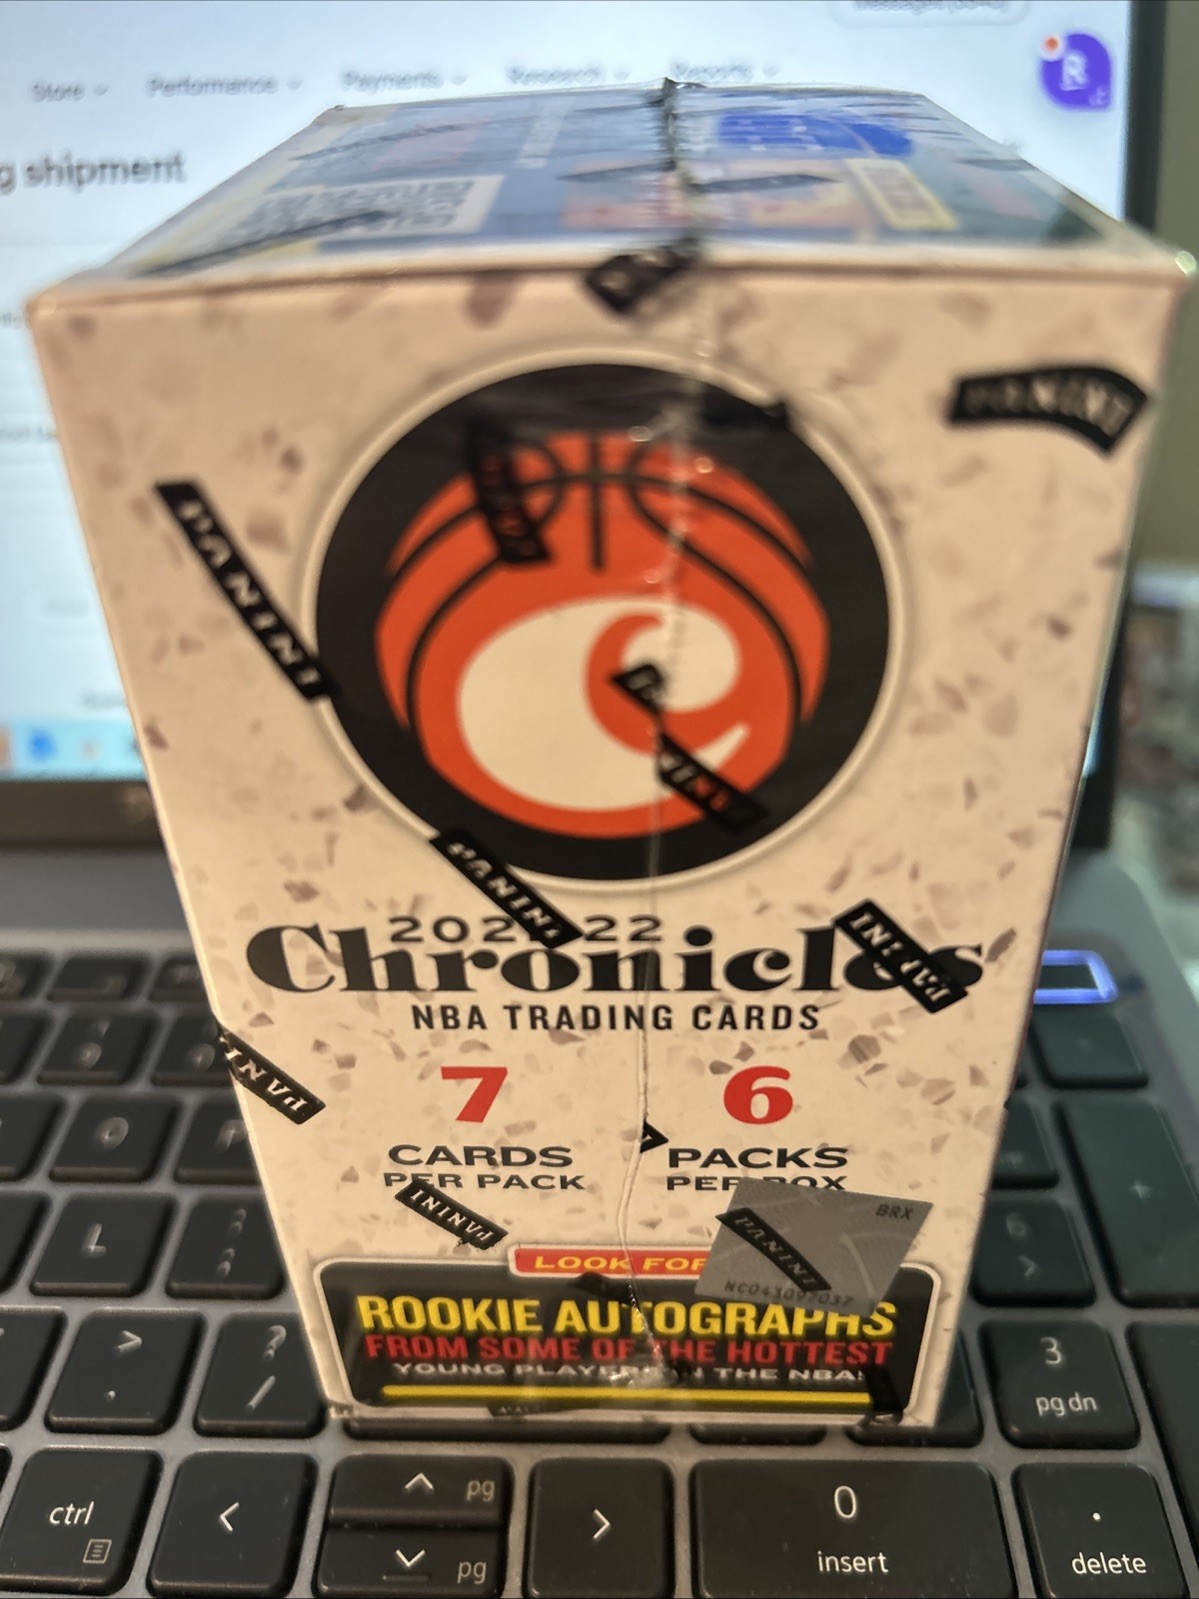 Store
Performance
Payments
Research
Reports
R
g shipment
PANINI
PANINI
PANINI
2021-22
Chronicles
PANINI
NBA TRADING CARDS
PANINI
7
CARDS
PER PACK
6
PACKS
PER BOX
PANINI
PANINI
BRX
LOOK FOR
ROOKIE AUTOGRAPHS
FROM SOME OF THE HOTTEST
YOUNG PLAYERS IN THE NBA!
L
>
.
?
/
6
>
3
pg dn
ctrl
<
pg
pg
>
0
insert
.
delete